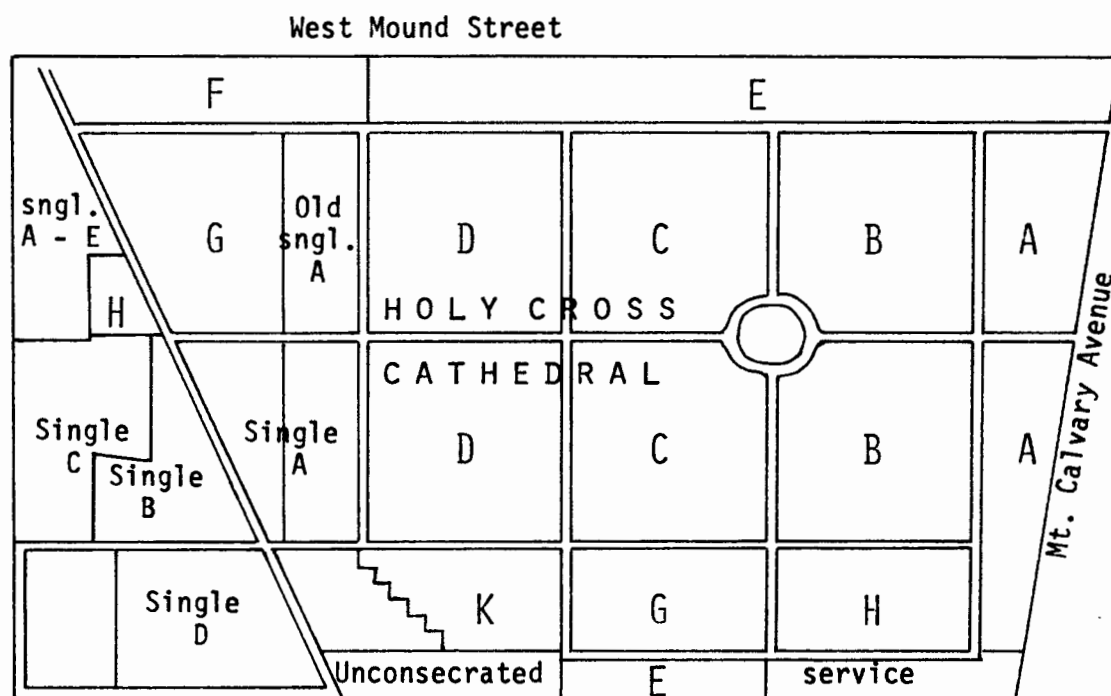 West Mound Street
F
E
sngl.
A - E
G
Old
sngl.
A
D
C
B
A
H
HOLY CROSS
CATHEDRAL
Single
C
Single
B
Single
A
D
C
B
A
Mt. Calvary Avenue
Single
D
K
G
H
Unconsecrated
E
service